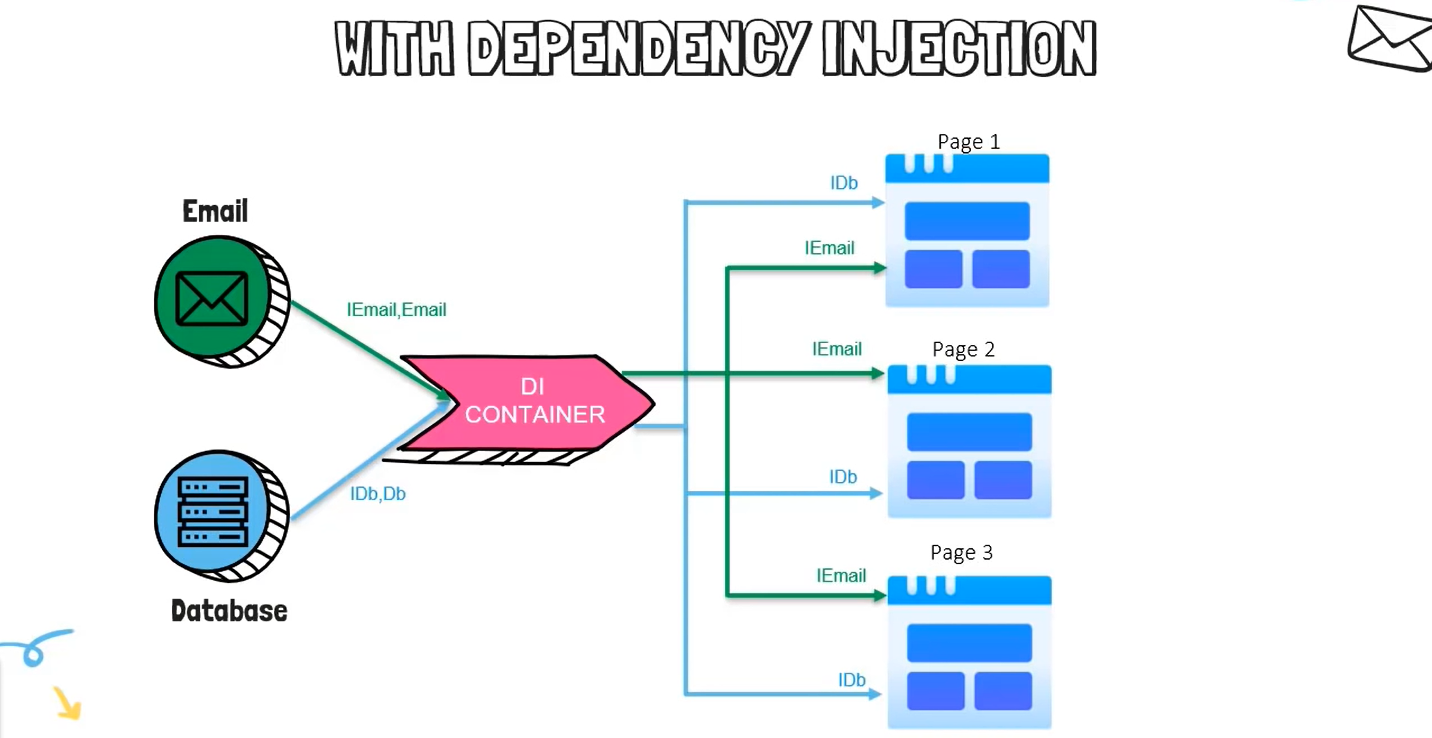 WITH DEPENDENCY INJECTION
Page 1
IDb
Email
IEmail
IEmail,Email
IEmail
Page 2
DI
CONTAINER
IDb
IDb,Db
Page 3
IEmail
Database
IDb